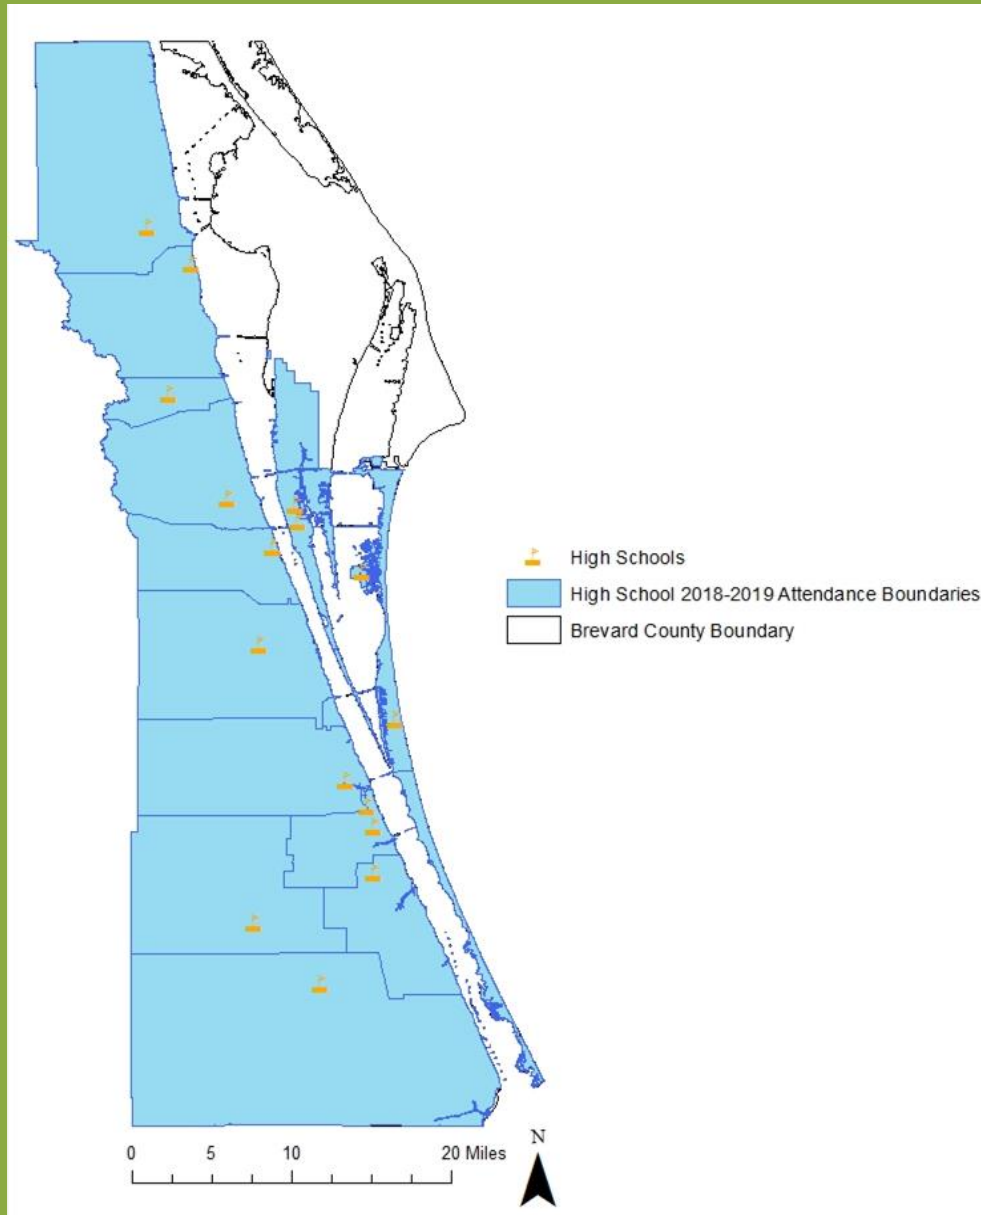 High Schools
High School 2018-2019 Attendance Boundaries
Brevard County Boundary
0 5 10 20 Miles
N